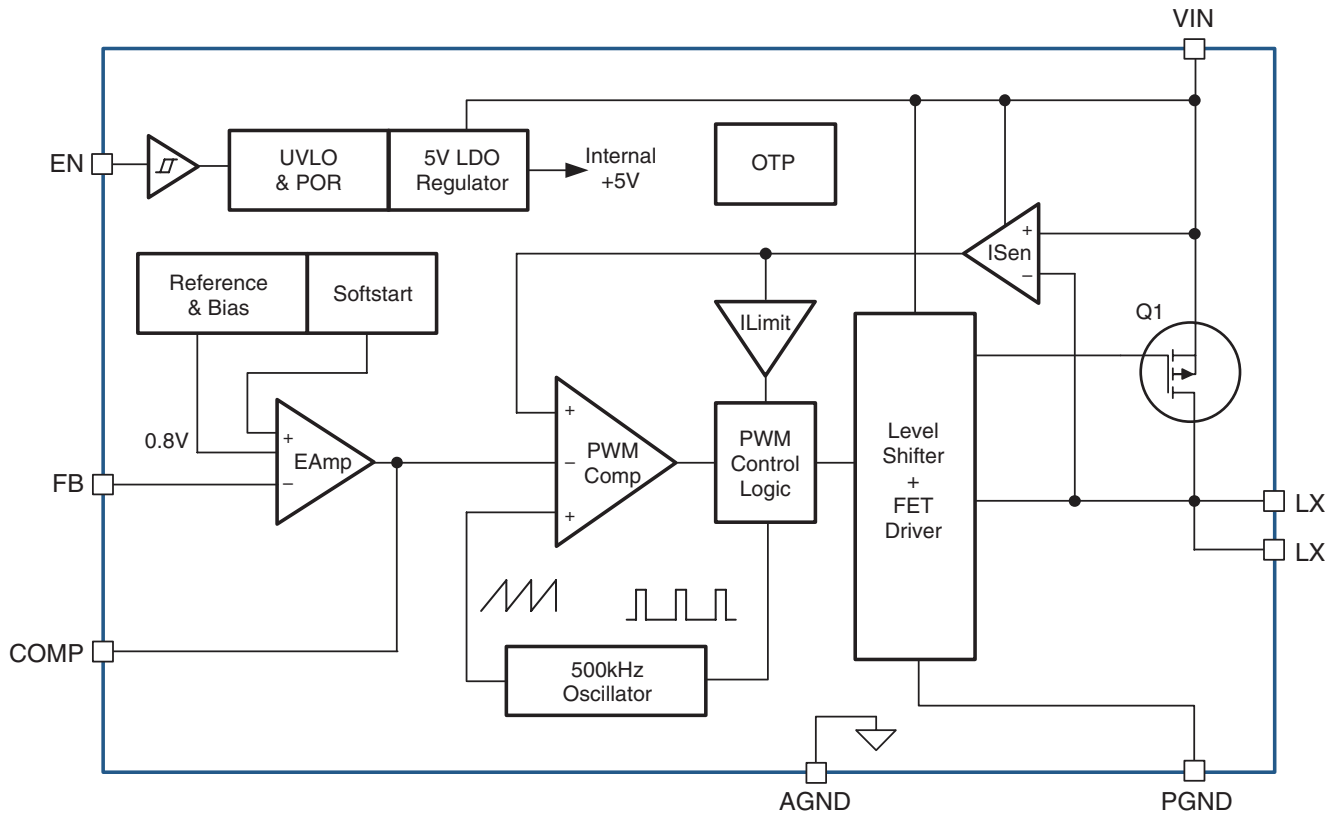 VIN
EN
UVLO
& POR
5V LDO
Regulator
Internal
+5V
OTP
+
ISen
–
Reference
& Bias
Softstart
ILimit
Q1
0.8V
+
EAmp
–
FB
+
–
PWM
Comp
+
PWM
Control
Logic
Level
Shifter
+
FET
Driver
LX
LX
COMP
500kHz
Oscillator
AGND
PGND